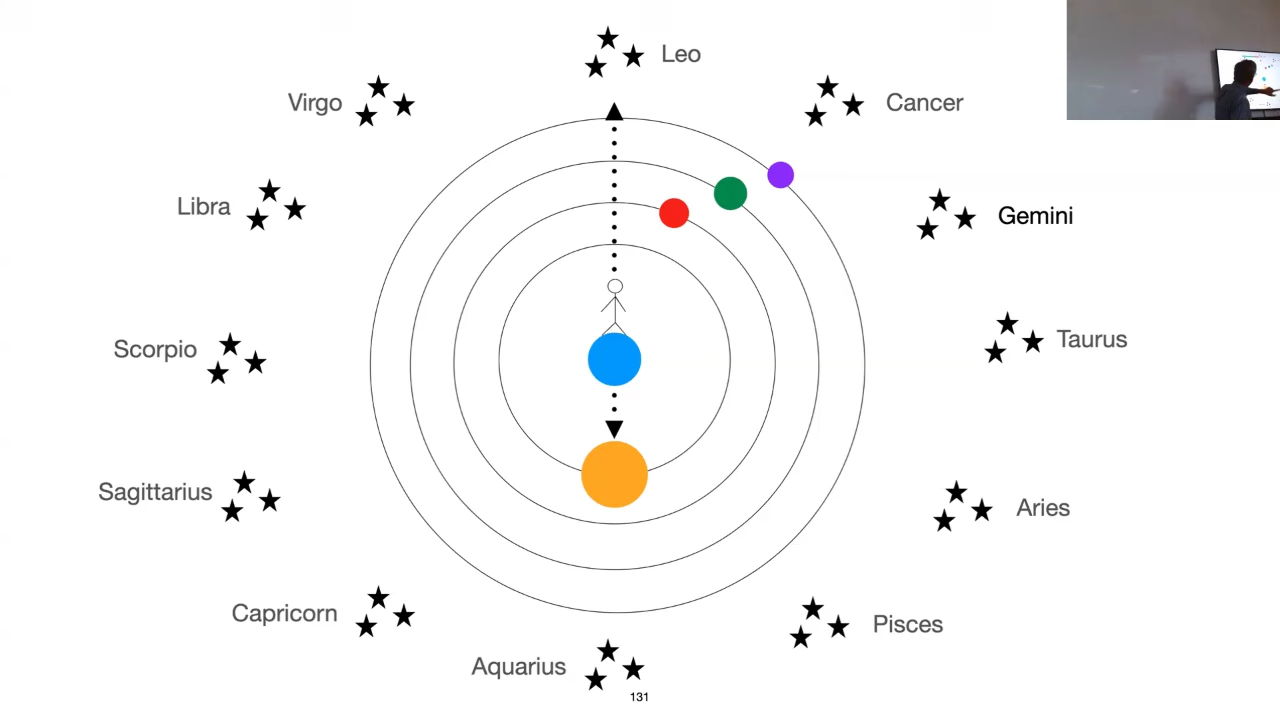 Leo
Virgo
Cancer
Libra
Gemini
Taurus
Scorpio
Sagittarius
Aries
Capricorn
Pisces
Aquarius
131